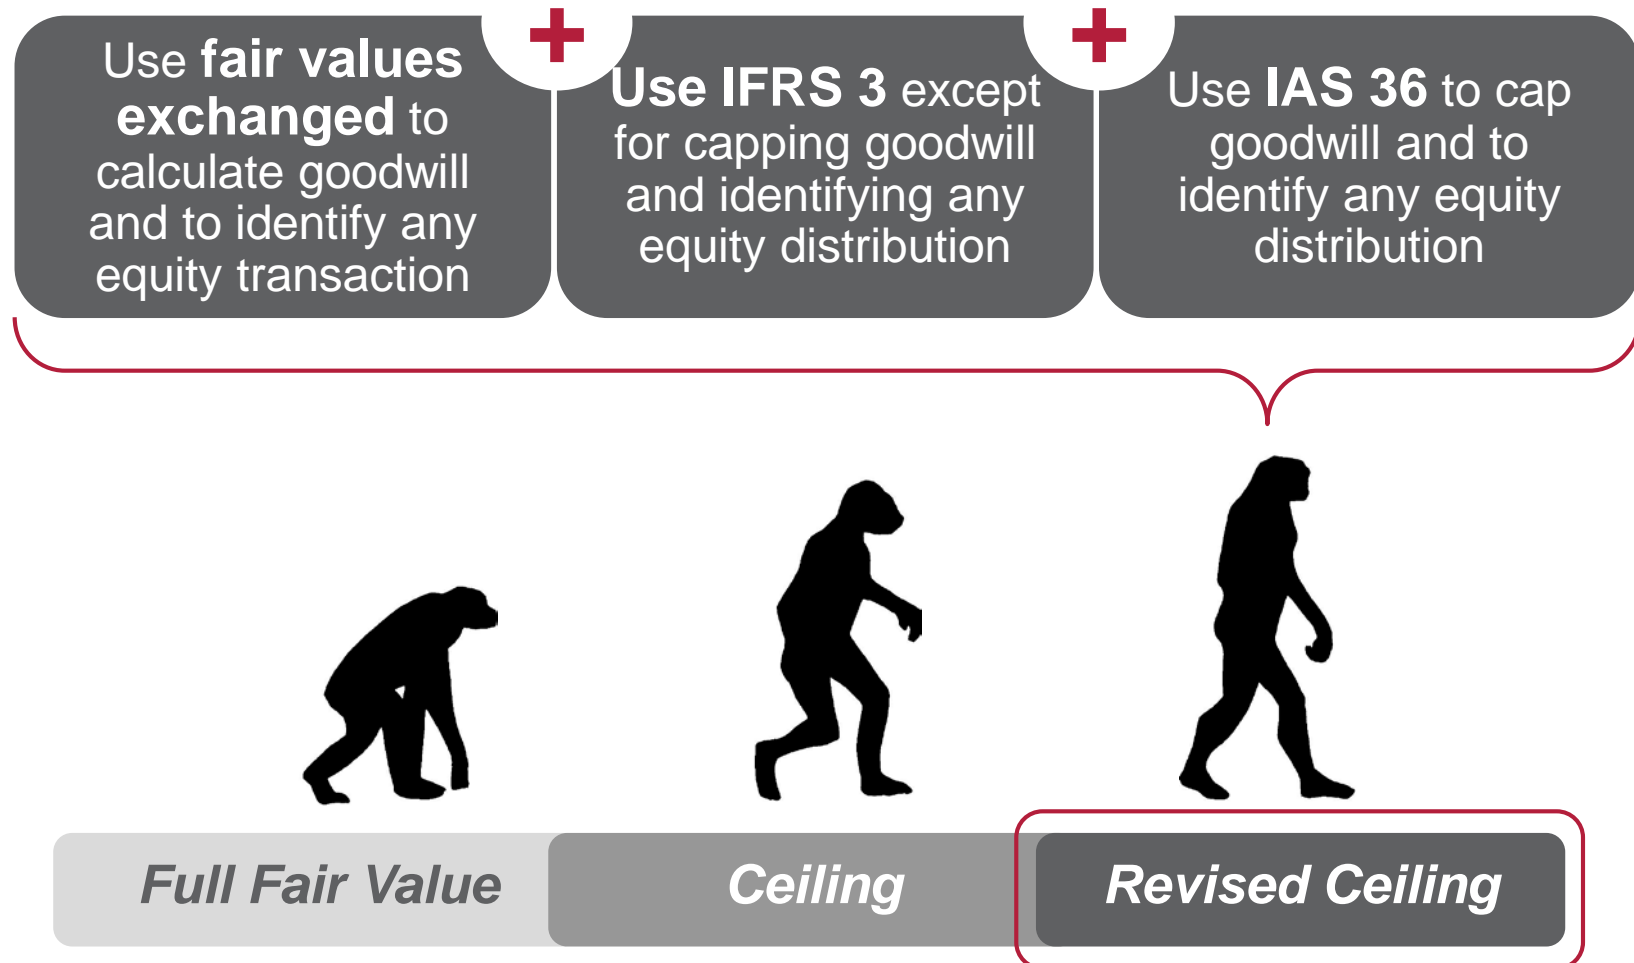 Use fair values
exchanged to
calculate goodwill
and to identify any
equity transaction
Use IFRS 3 except
for capping goodwill
and identifying any
equity distribution
Use IAS 36 to cap
goodwill and to
identify any equity
distribution
Full Fair Value
Ceiling
Revised Ceiling